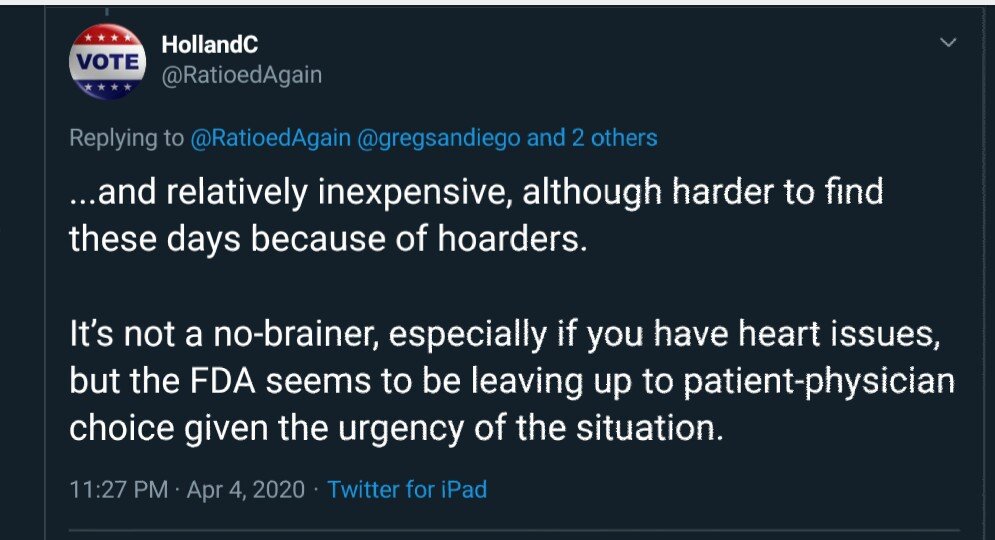 VOTE
HollandC
@RatioedAgain
Replying to @RatioedAgain @gregsandiego and 2 others
...and relatively inexpensive, although harder to find
these days because of hoarders.
It's not a no-brainer, especially if you have heart issues,
but the FDA seems to be leaving up to patient-physician
choice given the urgency of the situation.
11:27 PM · Apr 4, 2020 · Twitter for iPad